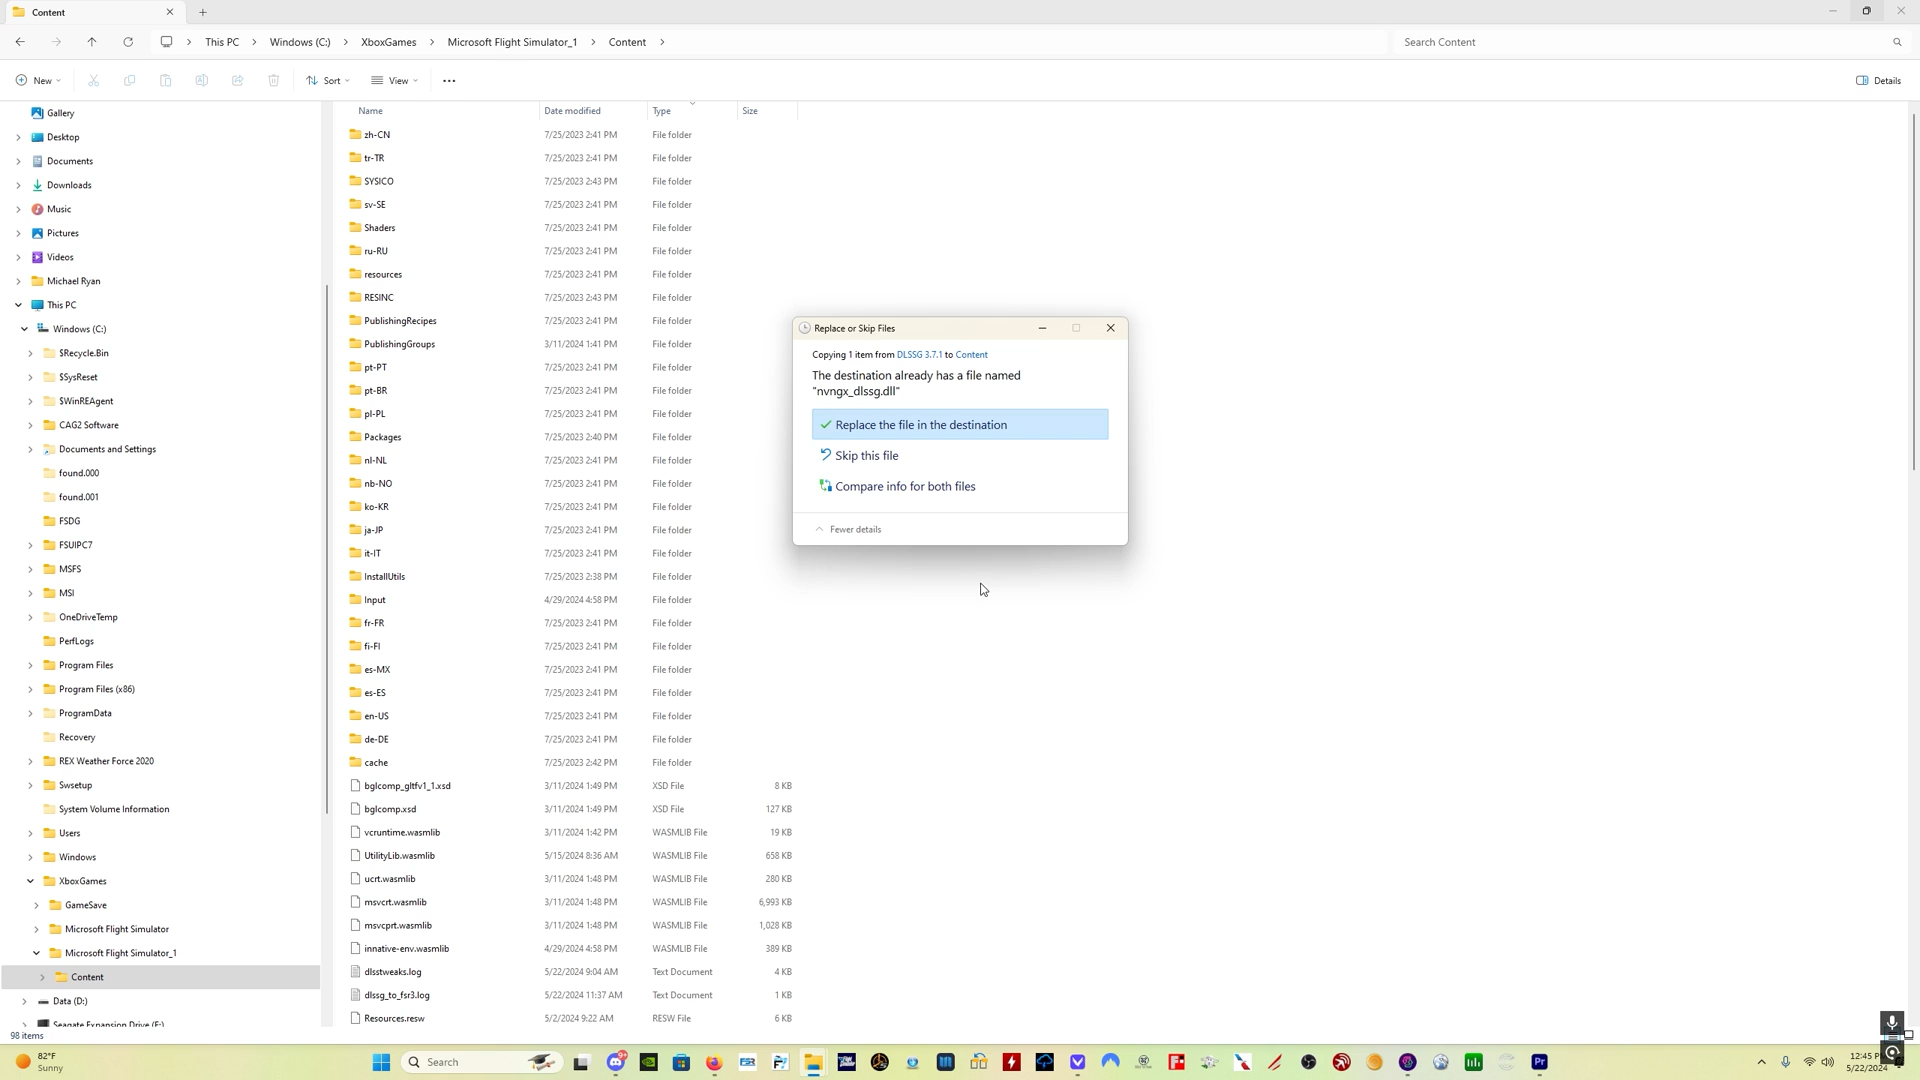 Content
This PC
Windows (C:)
XboxGames
Microsoft Flight Simulator_1
Content
Search Content
New
Sort
View
Details
Gallery
Desktop
Documents
Downloads
Music
Pictures
Videos
Michael Ryan
This PC
Windows (C:)
$Recycle.Bin
$SysReset
$WinREAgent
CAG2 Software
Documents and Settings
found.000
found.001
FSDG
FSUIPC7
MSFS
MSI
OneDriveTemp
PerfLogs
Program Files
Program Files (x86)
ProgramData
Recovery
REX Weather Force 2020
Swsetup
System Volume Information
Users
Windows
XboxGames
GameSave
Microsoft Flight Simulator
Microsoft Flight Simulator_1
Content
Data (D:)
Seagate Expansion Drive (E:)
98 items
Name Date modified Type Size
zh-CN 7/25/2023 2:41 PM File folder
tr-TR 7/25/2023 2:41 PM File folder
SYSICO 7/25/2023 2:43 PM File folder
sv-SE 7/25/2023 2:41 PM File folder
Shaders 7/25/2023 2:41 PM File folder
ru-RU 7/25/2023 2:41 PM File folder
resources 7/25/2023 2:41 PM File folder
RESINC 7/25/2023 2:43 PM File folder
PublishingRecipes 7/25/2023 2:41 PM File folder
PublishingGroups 3/11/2024 1:41 PM File folder
pt-PT 7/25/2023 2:41 PM File folder
pt-BR 7/25/2023 2:41 PM File folder
pl-PL 7/25/2023 2:41 PM File folder
Packages 7/25/2023 2:40 PM File folder
nl-NL 7/25/2023 2:41 PM File folder
nb-NO 7/25/2023 2:41 PM File folder
ko-KR 7/25/2023 2:41 PM File folder
ja-JP 7/25/2023 2:41 PM File folder
it-IT 7/25/2023 2:41 PM File folder
InstallUtils 7/25/2023 2:38 PM File folder
Input 4/29/2024 4:58 PM File folder
fr-FR 7/25/2023 2:41 PM File folder
fi-FI 7/25/2023 2:41 PM File folder
es-MX 7/25/2023 2:41 PM File folder
es-ES 7/25/2023 2:41 PM File folder
en-US 7/25/2023 2:41 PM File folder
de-DE 7/25/2023 2:41 PM File folder
cache 7/25/2023 2:42 PM File folder
bglcomp_gltfv1_1.xsd 3/11/2024 1:49 PM XSD File 8 KB
bglcomp.xsd 3/11/2024 1:49 PM XSD File 127 KB
vcruntime.wasmlib 3/11/2024 1:42 PM WASMLIB File 19 KB
UtilityLib.wasmlib 5/15/2024 8:36 AM WASMLIB File 658 KB
ucrt.wasmlib 3/11/2024 1:48 PM WASMLIB File 280 KB
msvcrt.wasmlib 3/11/2024 1:48 PM WASMLIB File 6,993 KB
msvcprt.wasmlib 3/11/2024 1:48 PM WASMLIB File 1,028 KB
innative-env.wasmlib 4/29/2024 4:58 PM WASMLIB File 389 KB
dlsstweaks.log 5/22/2024 9:04 AM Text Document 4 KB
dlssg_to_fsr3.log 5/22/2024 11:37 AM Text Document 1 KB
Resources.resw 5/2/2024 9:22 AM RESW File 6 KB
Replace or Skip Files
Copying 1 item from DLSSG 3.7.1 to Content
The destination already has a file named
"nvngx_dlssg.dll"
Replace the file in the destination
Skip this file
Compare info for both files
Fewer details
82°F
Sunny
Search
9+
Pr
12:45
5/22/2024